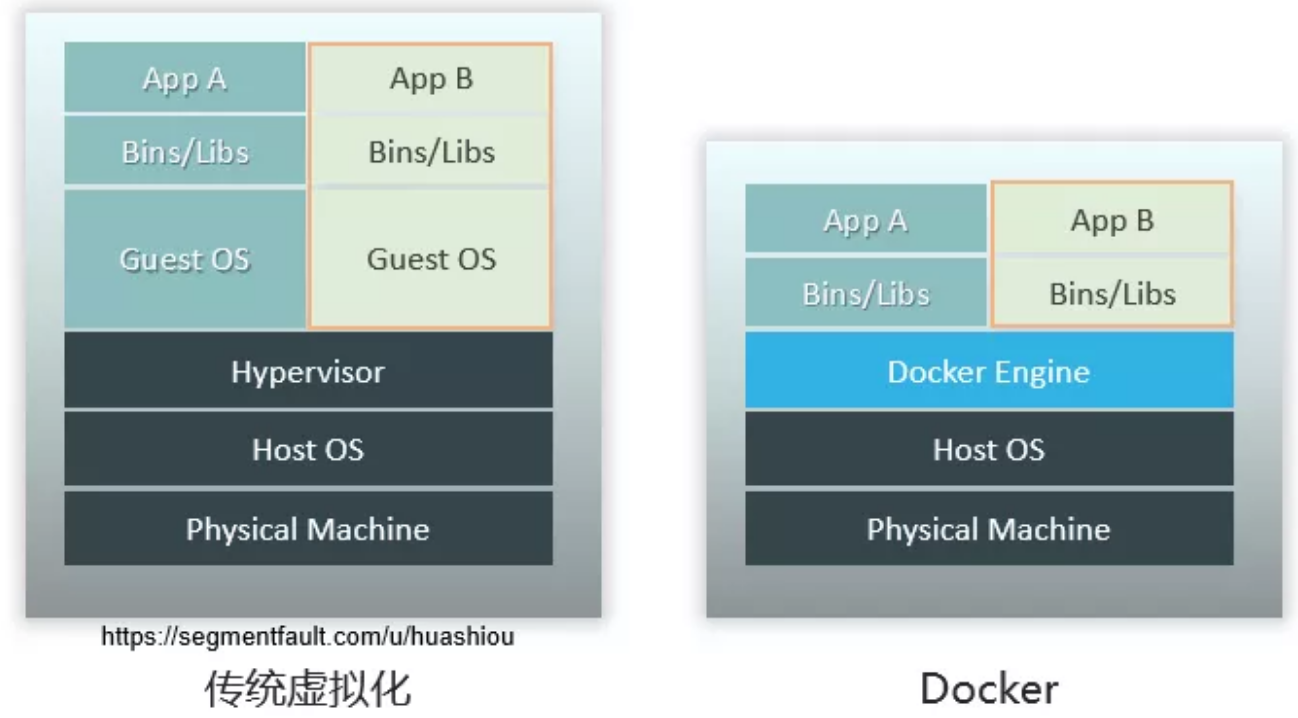 App A
App B
Bins/Libs
Bins/Libs
Guest OS
Guest OS
Hypervisor
Host OS
Physical Machine
https://segmentfault.com/u/huashiou
传统虚拟化
App A
App B
Bins/Libs
Bins/Libs
Docker Engine
Host OS
Physical Machine
Docker